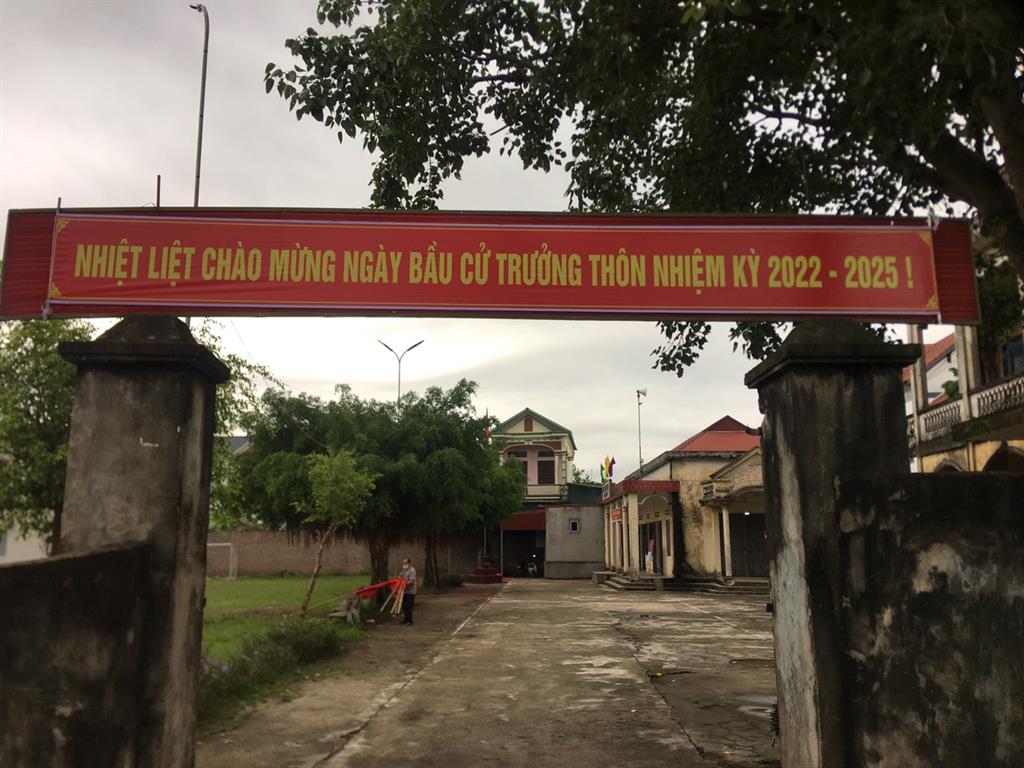 NHIỆT LIỆT CHÀO MỪNG NGÀY BẦU CỬ TRƯỞNG THÔN NHIỆM KỲ 2022 - 2025 !